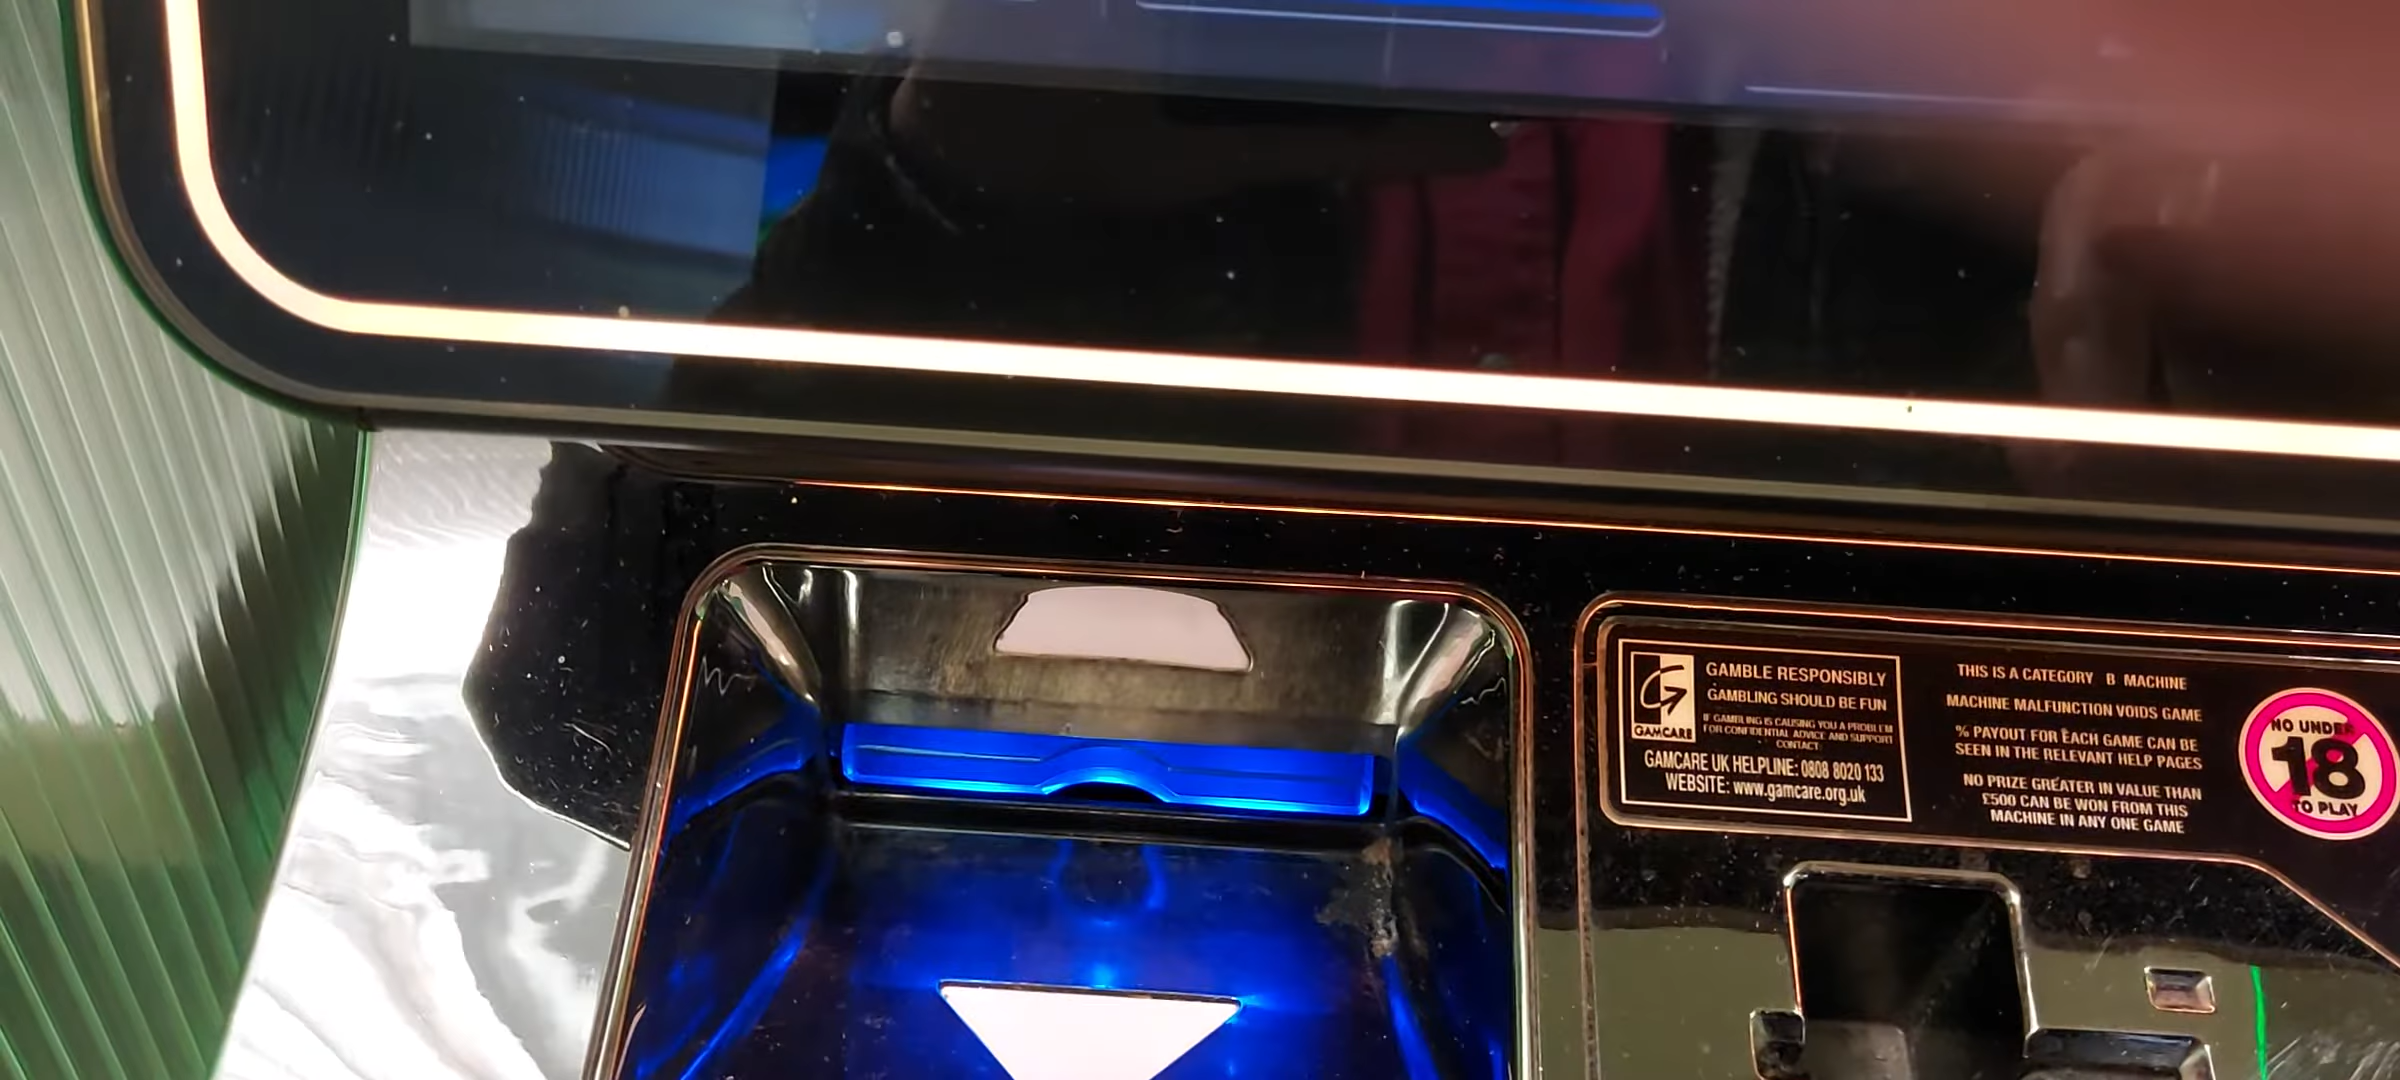 GAMCARE
GAMBLE RESPONSIBLY
GAMBLING SHOULD BE FUN
IF GAMBLING IS CAUSING YOU A PROBLEM
FOR CONFIDENTIAL ADVICE AND SUPPORT
CONTACT:
GAMCARE UK HELPLINE: 0808 8020 133
WEBSITE: www.gamcare.org.uk
THIS IS A CATEGORY B MACHINE
MACHINE MALFUNCTION VOIDS GAME
% PAYOUT FOR EACH GAME CAN BE
SEEN IN THE RELEVANT HELP PAGES
NO PRIZE GREATER IN VALUE THAN
£500 CAN BE WON FROM THIS
MACHINE IN ANY ONE GAME
NO UNDER
18
TO PLAY